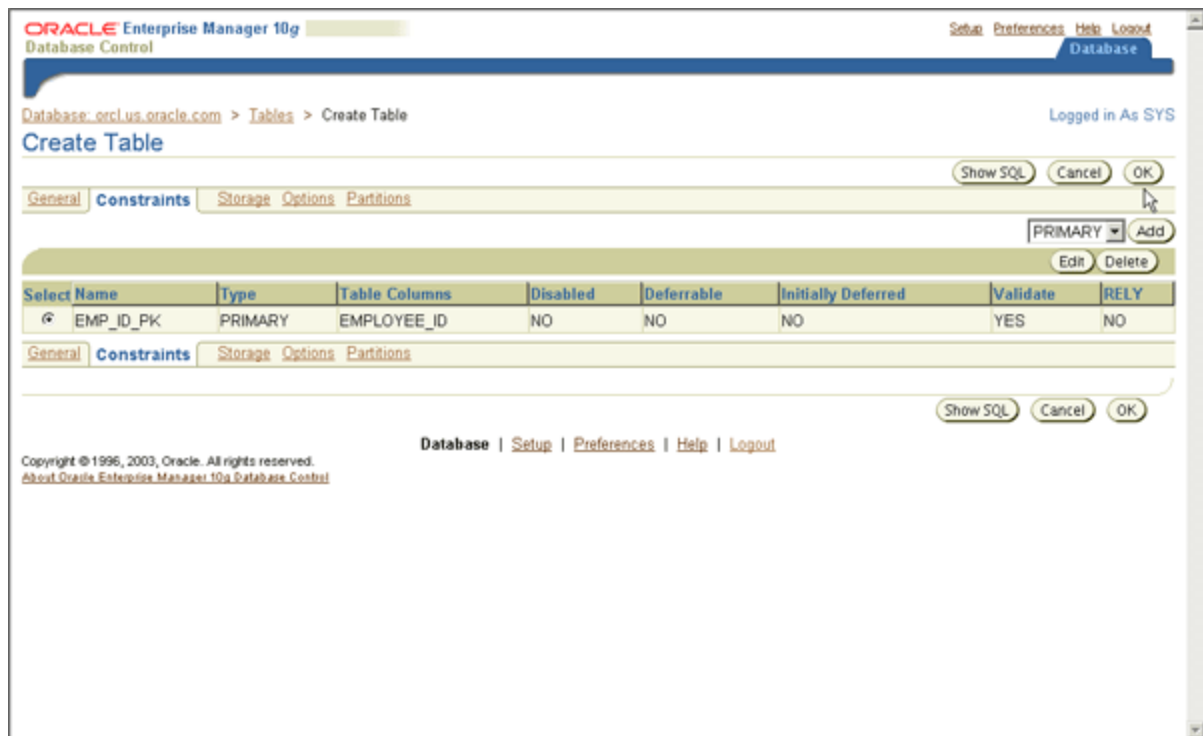 ORACLE Enterprise Manager 10g
Database Control
Setup Preferences Help Logout
Database
Database: orcl.us.oracle.com > Tables > Create Table
Logged in As SYS
Create Table
Show SQL Cancel OK
General Constraints Storage Options Partitions
PRIMARY Add
Edit Delete
Select Name Type Table Columns Disabled Deferrable Initially Deferred Validate RELY
EMP_ID_PK PRIMARY EMPLOYEE_ID NO NO NO YES NO
General Constraints Storage Options Partitions
Show SQL Cancel OK
Database | Setup | Preferences | Help | Logout
Copyright © 1996, 2003, Oracle. All rights reserved.
About Oracle Enterprise Manager 10g Database Control